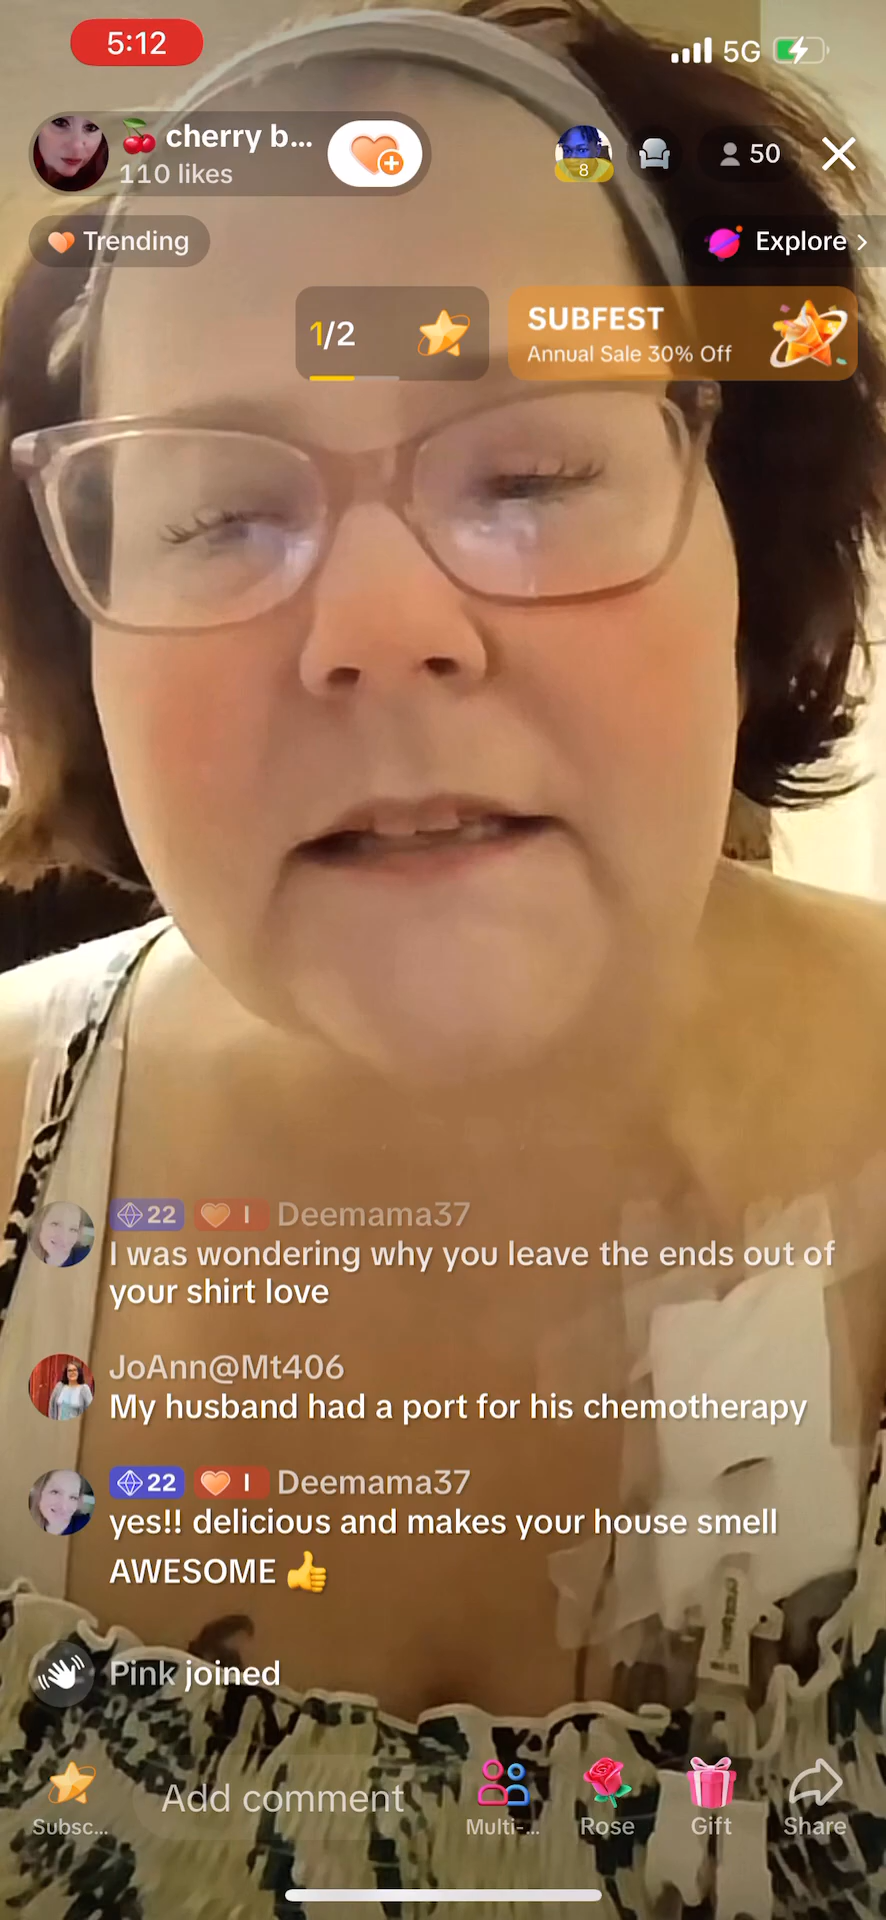 5:12
5G
🍒 cherry b...
110 likes
8
50
Trending
Explore >
1/2
SUBFEST
Annual Sale 30% Off
22 I Deemama37
I was wondering why you leave the ends out of
your shirt love
JoAnn@Mt406
My husband had a port for his chemotherapy
22 I Deemama37
yes!! delicious and makes your house smell
AWESOME 👍
Pink joined
Add comment
Subsc...
Multi-...
Rose
Gift
Share